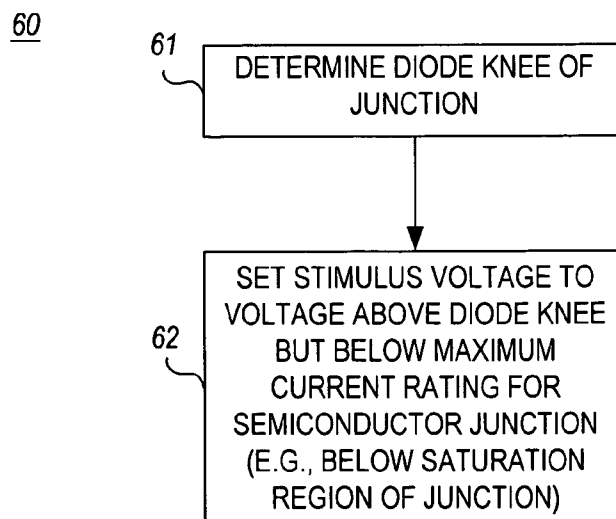 60
61
DETERMINE DIODE KNEE OF
JUNCTION
62
SET STIMULUS VOLTAGE TO
VOLTAGE ABOVE DIODE KNEE
BUT BELOW MAXIMUM
CURRENT RATING FOR
SEMICONDUCTOR JUNCTION
(E.G., BELOW SATURATION
REGION OF JUNCTION)